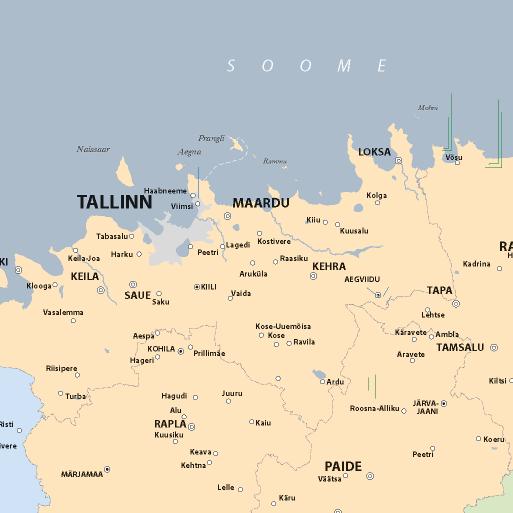 S O O M E
Mohni
Prangli
Naissaar
Aegna
Rammu
LOKSA
Võsu
Haabneeme
TALLINN
Viimsi
MAARDU
Kolga
Kiiu
Kuusalu
Tabasalu
Kostivere
Lagedi
Harku
Peetri
Keila-Joa
Raasiku
KEHRA
Aruküla
Kadrina
KEILA
AEGVIIDU
Klooga
KIILI
TAPA
SAUE
Vaida
Saku
Vasalemma
Lehtse
Kose-Uuemõisa
Aespa
Kose
Ravila
Käravete
Ambla
KOHILA
Prillimäe
TAMSALU
Hageri
Aravete
Riisipere
Ardu
Kiltsi
Turba
Hagudi
Juuru
JÄRVA-
JAANI
Roosna-Alliku
Alu
RAPLA
Kaiu
Risti
Kuusiku
Koeru
Keava
Peetri
Kehtna
PAIDE
MÄRJAMAA
Väätsa
Lelle
Käru